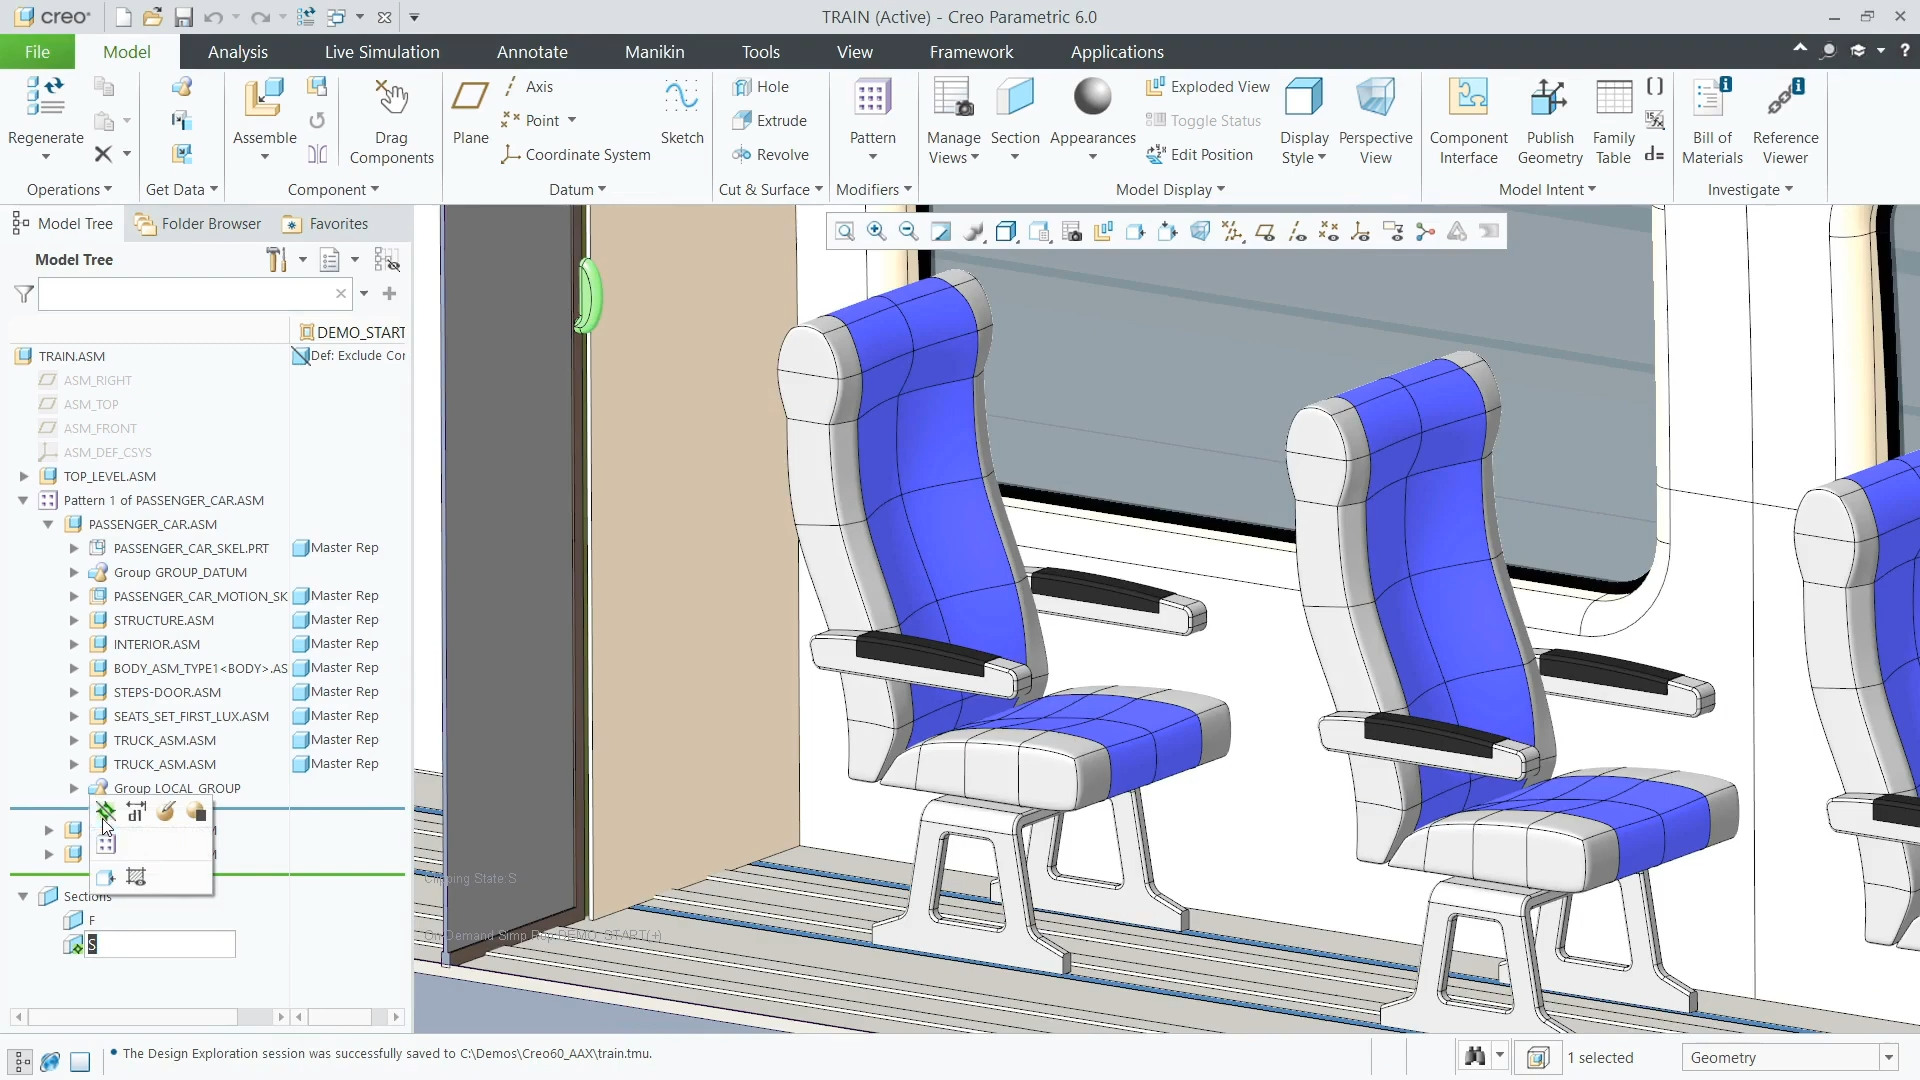 creo
TRAIN (Active) - Creo Parametric 6.0
File
Model
Analysis
Live Simulation
Annotate
Manikin
Tools
View
Framework
Applications
Regenerate
Operations
Get Data
Assemble
Drag Components
Component
Plane
Axis
Point
Coordinate System
Sketch
Datum
Hole
Extrude
Revolve
Cut & Surface
Pattern
Modifiers
Manage Views
Section
Appearances
Exploded View
Toggle Status
Edit Position
Display Style
Perspective View
Model Display
Component Interface
Publish Geometry
Family Table
Model Intent
Bill of Materials
Reference Viewer
Investigate
Model Tree
Folder Browser
Favorites
Model Tree
DEMO_START
TRAIN.ASM
Def: Exclude Cor
ASM_RIGHT
ASM_TOP
ASM_FRONT
ASM_DEF_CSYS
TOP_LEVEL.ASM
Pattern 1 of PASSENGER_CAR.ASM
PASSENGER_CAR.ASM
PASSENGER_CAR_SKEL.PRT
Master Rep
Group GROUP_DATUM
PASSENGER_CAR_MOTION_SK
Master Rep
STRUCTURE.ASM
Master Rep
INTERIOR.ASM
Master Rep
BODY_ASM_TYPE1<BODY>.AS
Master Rep
STEPS-DOOR.ASM
Master Rep
SEATS_SET_FIRST_LUX.ASM
Master Rep
TRUCK_ASM.ASM
Master Rep
TRUCK_ASM.ASM
Master Rep
Group LOCAL_GROUP
Sections
F
S
Clipping State:S
On Demand Simp Rep:DEMO_START(+)
The Design Exploration session was successfully saved to C:\Demos\Creo60_AAX\train.tmu.
1 selected
Geometry